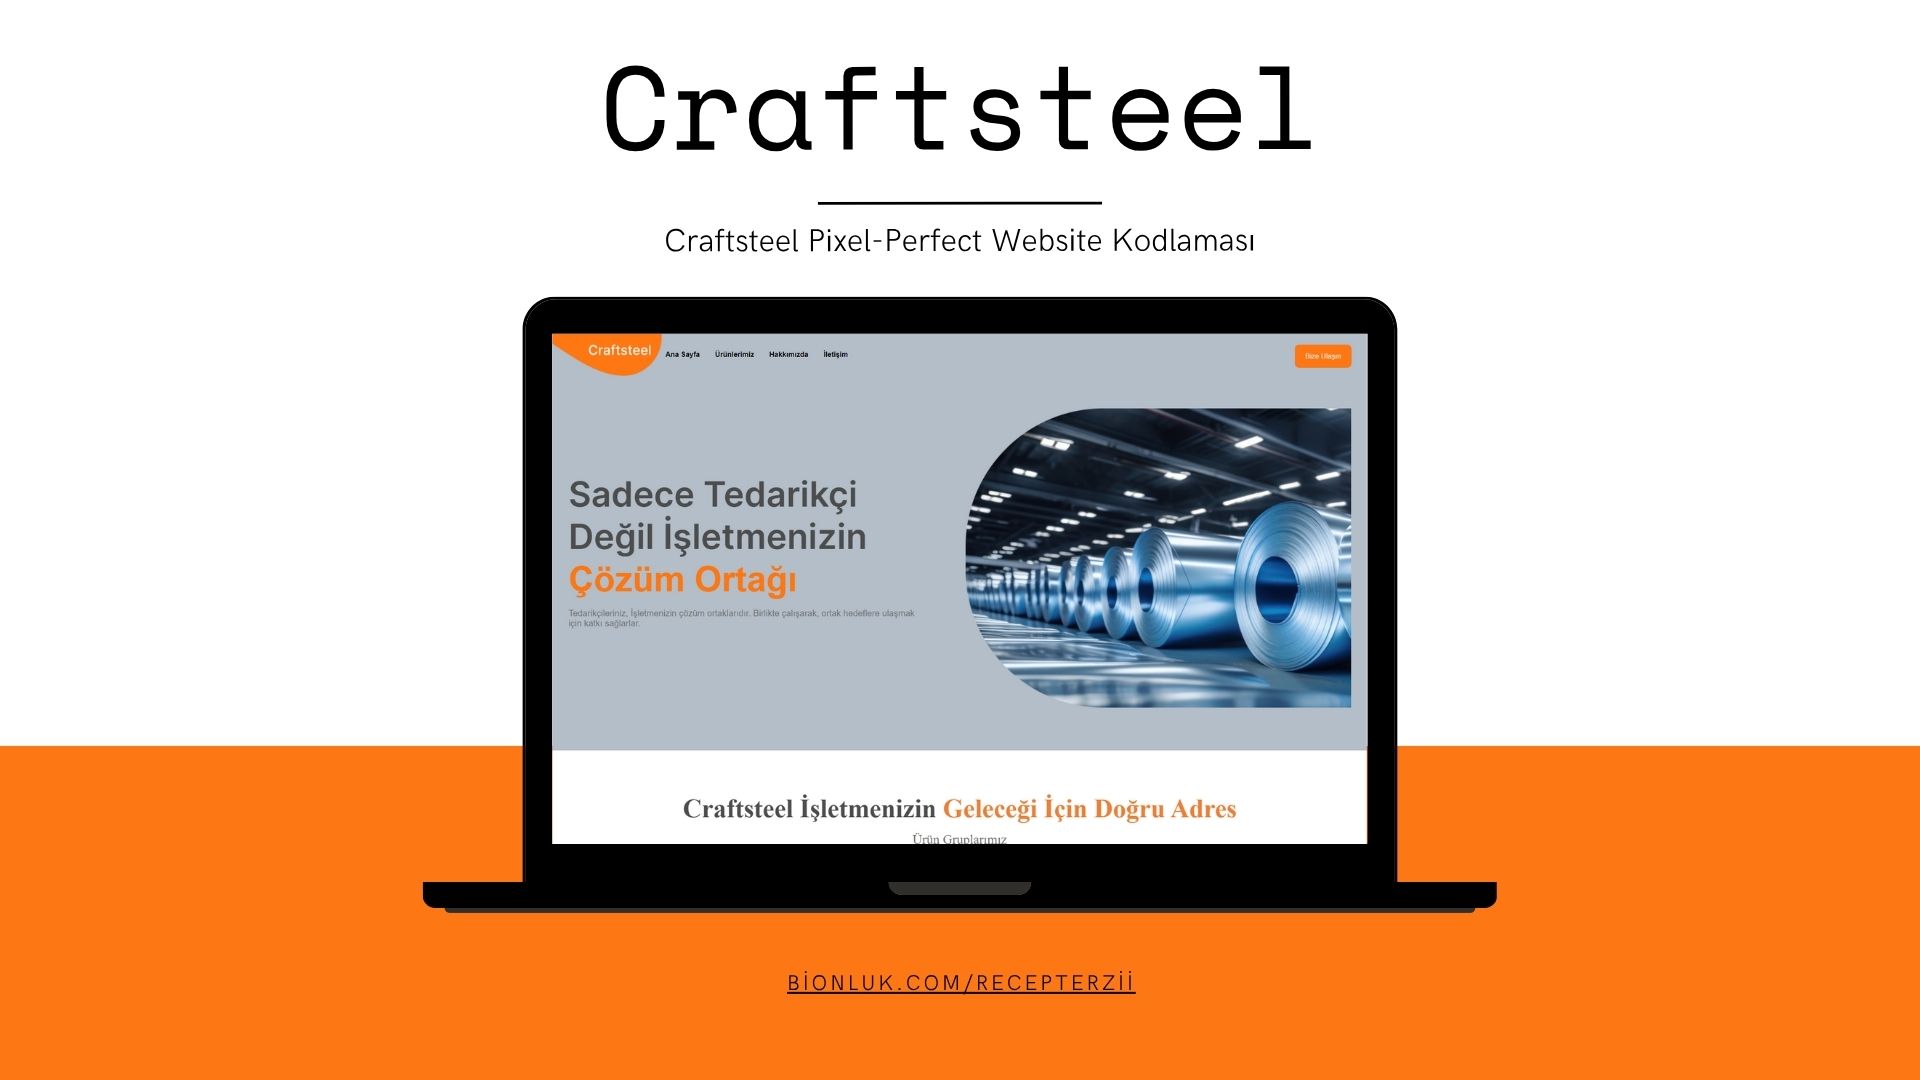 Craftsteel
Craftsteel Pixel-Perfect Website Kodlaması
Craftsteel Ana Sayfa Ürünlerimiz Hakkımızda İletişim Bize Ulaşın
Sadece Tedarikçi
Değil İşletmenizin
Çözüm Ortağı
Tedarikçileriniz, İşletmenizin çözüm ortaklarıdır. Birlikte çalışarak, ortak hedeflere ulaşmak
için katkı sağlarlar.
Craftsteel İşletmenizin Geleceği İçin Doğru Adres
Ürün Gruplarımız
BİONLUK.COM/RECEPTERZİİ